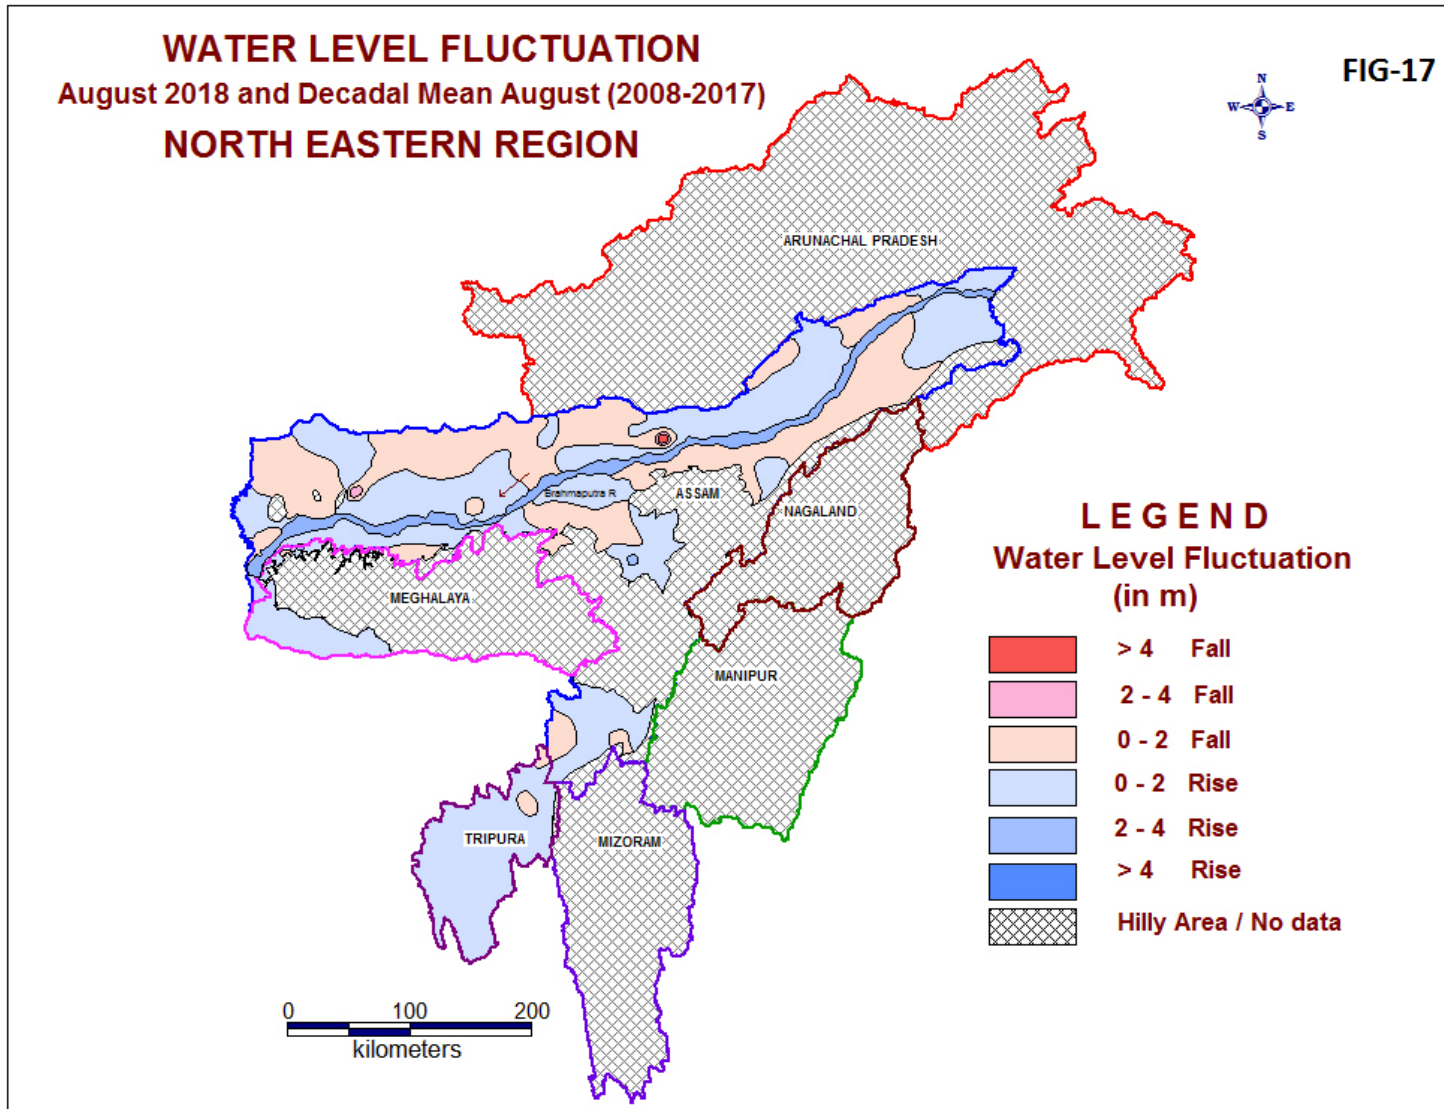 WATER LEVEL FLUCTUATION
August 2018 and Decadal Mean August (2008-2017)
NORTH EASTERN REGION
FIG-17
N
W E
S
ARUNACHAL PRADESH
Brahmaputra R
ASSAM
NAGALAND
MEGHALAYA
MANIPUR
TRIPURA
MIZORAM
LEGEND
Water Level Fluctuation
(in m)
> 4 Fall
2 - 4 Fall
0 - 2 Fall
0 - 2 Rise
2 - 4 Rise
> 4 Rise
Hilly Area / No data
0 100 200
kilometers